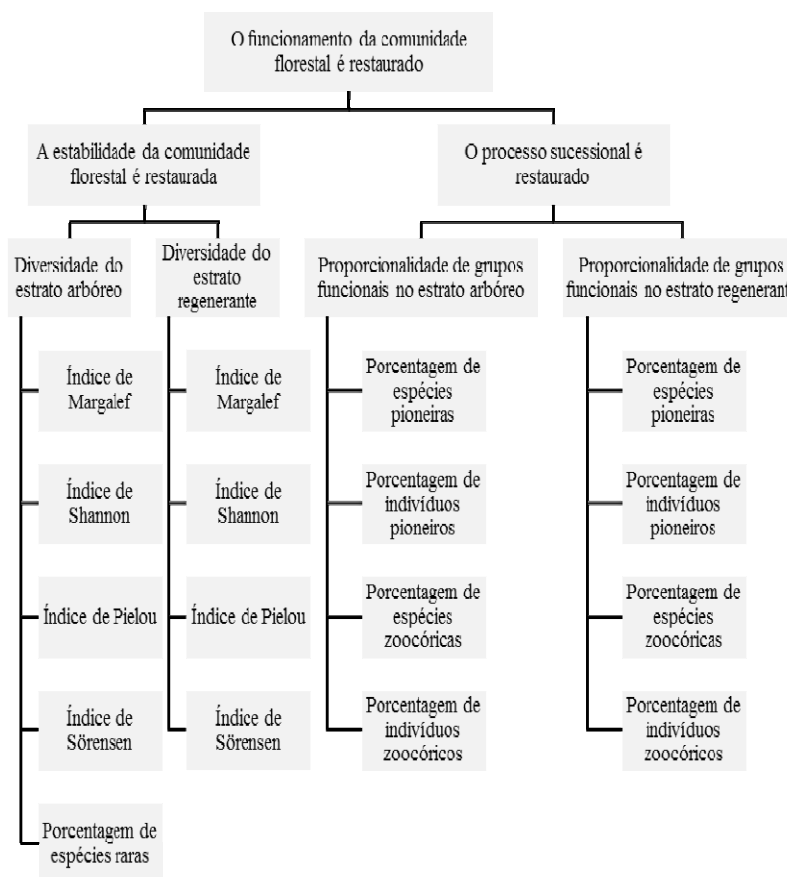 O funcionamento da comunidade
florestal é restaurado
A estabilidade da comunidade
florestal é restaurada
O processo sucessional é
restaurado
Diversidade do
estrato arbóreo
Diversidade do
estrato
regenerante
Proporcionalidade de grupos
funcionais no estrato arbóreo
Proporcionalidade de grupos
funcionais no estrato regenerant
Índice de
Margalef
Índice de
Shannon
Índice de Pielou
Índice de
Sörensen
Porcentagem de
espécies raras
Índice de
Margalef
Índice de
Shannon
Índice de Pielou
Índice de
Sörensen
Porcentagem de
espécies
pioneiras
Porcentagem de
indivíduos
pioneiros
Porcentagem de
espécies
zoocóricas
Porcentagem de
indivíduos
zoocóricos
Porcentagem de
espécies
pioneiras
Porcentagem de
indivíduos
pioneiros
Porcentagem de
espécies
zoocóricas
Porcentagem de
indivíduos
zoocóricos